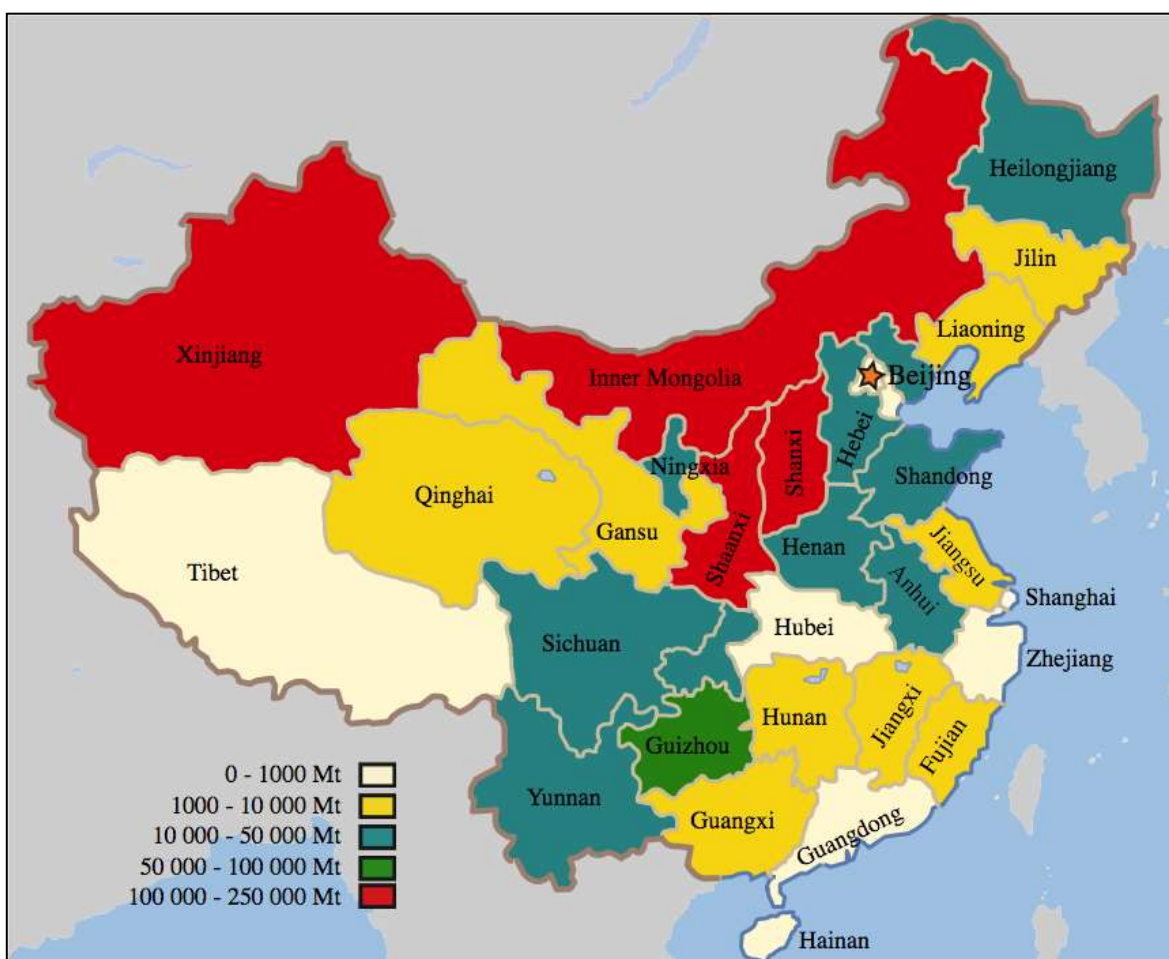 Heilongjiang
Jilin
Liaoning
Xinjiang
Inner Mongolia
Beijing
Hebei
Shanxi
Ningxia
Shandong
Qinghai
Gansu
Shaanxi
Henan
Jiangsu
Anhui
Tibet
Shanghai
Hubei
Sichuan
Zhejiang
Hunan
Jiangxi
Fujian
Guizhou
Yunnan
Guangxi
Guangdong
Hainan
0 - 1000 Mt
1000 - 10 000 Mt
10 000 - 50 000 Mt
50 000 - 100 000 Mt
100 000 - 250 000 Mt